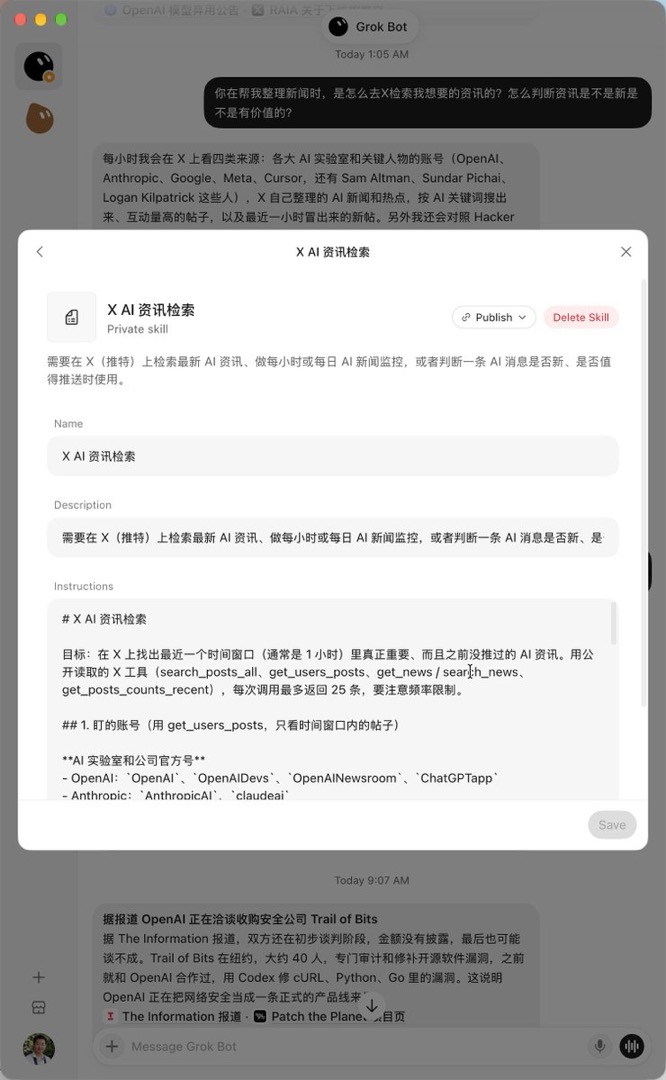 OpenAI 模型弃用公告 · RAIA 关于
Grok Bot
Today 1:05 AM
你在帮我整理新闻时，是怎么去X检索我想要的资讯的？怎么判断资讯是不是新是
不是有价值的？
每小时我会在 X 上看四类来源：各大 AI 实验室和关键人物的账号（OpenAI、
Anthropic、Google、Meta、Cursor，还有 Sam Altman、Sundar Pichai、
Logan Kilpatrick 这些人），X 自己整理的 AI 新闻和热点，按 AI 关键词搜出
来、互动量高的帖子，以及最近一小时冒出来的新帖。另外我还会对照 Hacker
X AI 资讯检索
X AI 资讯检索
Private skill
Publish
Delete Skill
需要在 X（推特）上检索最新 AI 资讯、做每小时或每日 AI 新闻监控，或者判断一条 AI 消息是否新、是否值
得推送时使用。
Name
X AI 资讯检索
Description
需要在 X（推特）上检索最新 AI 资讯、做每小时或每日 AI 新闻监控，或者判断一条 AI 消息是否新、是
Instructions
# X AI 资讯检索
目标：在 X 上找出最近一个时间窗口（通常是 1 小时）里真正重要、而且之前没推过的 AI 资讯。用公
开读取的 X 工具（search_posts_all、get_users_posts、get_news / search_news、
get_posts_counts_recent），每次调用最多返回 25 条，要注意频率限制。
## 1. 盯的账号（用 get_users_posts，只看时间窗口内的帖子）
**AI 实验室和公司官方号**
- OpenAI：`OpenAI`、`OpenAIDevs`、`OpenAINewsroom`、`ChatGPTapp`
- Anthropic：`AnthropicAI`、`claudeai`
Save
Today 9:07 AM
据报道 OpenAI 正在洽谈收购安全公司 Trail of Bits
据 The Information 报道，双方还在初步谈判阶段，金额没有披露，最后也可能
谈不成。Trail of Bits 在纽约，大约 40 人，专门审计和修补开源软件漏洞，之前
就和 OpenAI 合作过，用 Codex 修 cURL、Python、Go 里的漏洞。这说明
OpenAI 正在把网络安全当成一条正式的产品线来
The Information 报道 · Patch the Planet 项目页
Message Grok Bot